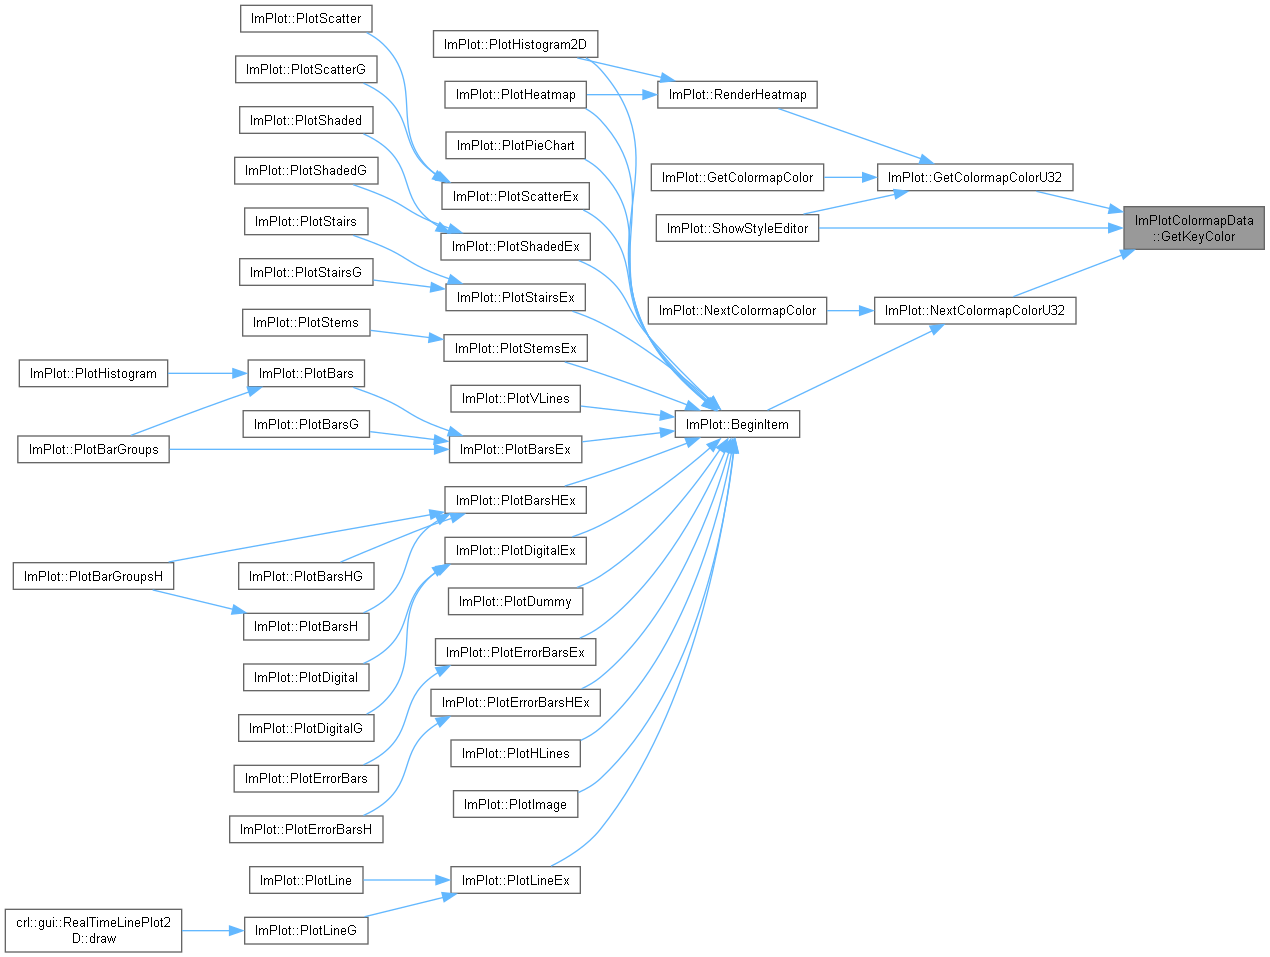 ImPlot::PlotScatter
ImPlot::PlotHistogram2D
ImPlot::PlotScatterG
ImPlot::PlotHeatmap
ImPlot::RenderHeatmap
ImPlot::PlotShaded
ImPlot::PlotPieChart
ImPlot::PlotShadedG
ImPlot::GetColormapColor
ImPlot::GetColormapColorU32
ImPlot::PlotScatterEx
ImPlot::PlotStairs
ImPlot::ShowStyleEditor
ImPlotColormapData
::GetKeyColor
ImPlot::PlotShadedEx
ImPlot::PlotStairsG
ImPlot::PlotStairsEx
ImPlot::NextColormapColor
ImPlot::NextColormapColorU32
ImPlot::PlotStems
ImPlot::PlotStemsEx
ImPlot::PlotHistogram
ImPlot::PlotBars
ImPlot::PlotVLines
ImPlot::PlotBarsG
ImPlot::BeginItem
ImPlot::PlotBarGroups
ImPlot::PlotBarsEx
ImPlot::PlotBarsHEx
ImPlot::PlotDigitalEx
ImPlot::PlotBarGroupsH
ImPlot::PlotBarsHG
ImPlot::PlotDummy
ImPlot::PlotBarsH
ImPlot::PlotErrorBarsEx
ImPlot::PlotDigital
ImPlot::PlotErrorBarsHEx
ImPlot::PlotDigitalG
ImPlot::PlotHLines
ImPlot::PlotErrorBars
ImPlot::PlotImage
ImPlot::PlotErrorBarsH
ImPlot::PlotLine
ImPlot::PlotLineEx
crl::gui::RealTimeLinePlot2
D::draw
ImPlot::PlotLineG